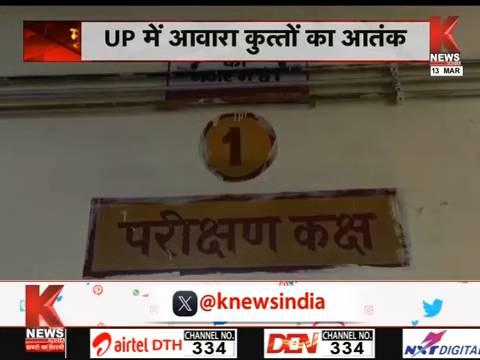 UP में आवारा कुत्तों का आतंक
K
NEWS
13 MAR
1
परीक्षण कक्ष
@knewsindia
K
NEWS
airtel DTH
CHANNEL NO.
334
DEN
CHANNEL NO.
334
NXT DIGITAL